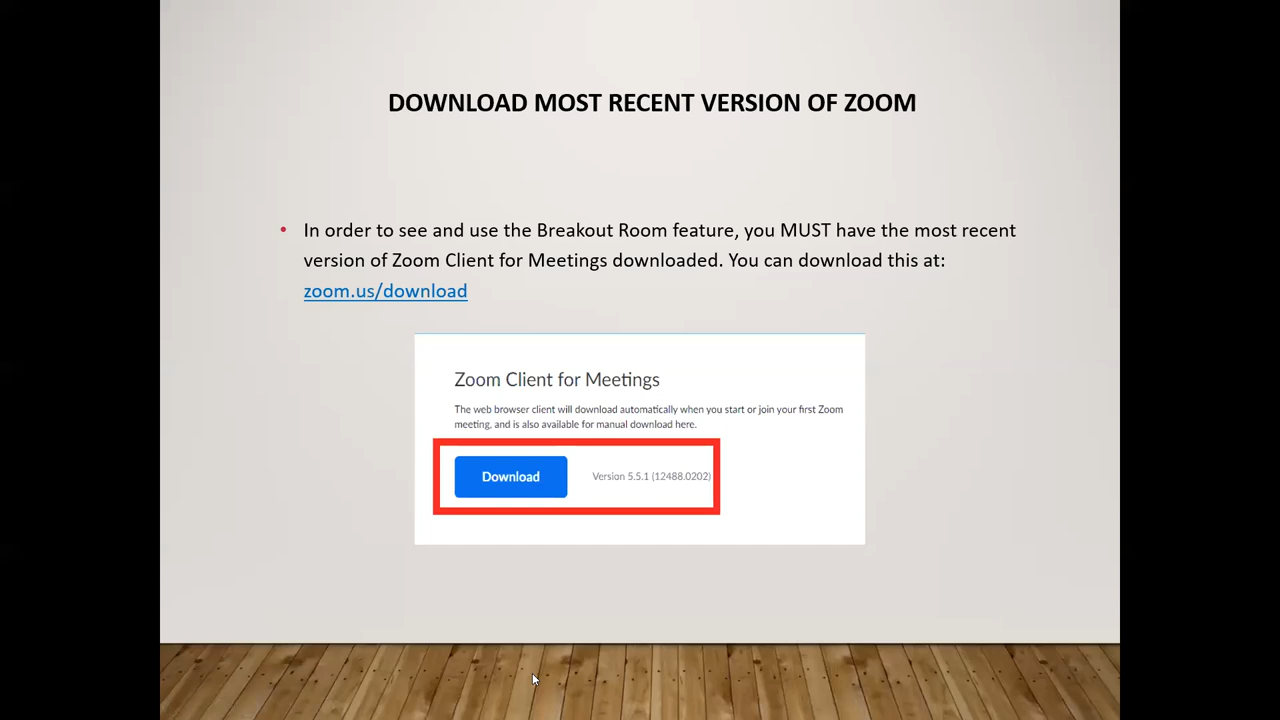 DOWNLOAD MOST RECENT VERSION OF ZOOM
• In order to see and use the Breakout Room feature, you MUST have the most recent
version of Zoom Client for Meetings downloaded. You can download this at:
zoom.us/download
Zoom Client for Meetings
The web browser client will download automatically when you start or join your first Zoom
meeting, and is also available for manual download here.
Download Version 5.5.1 (12488.0202)